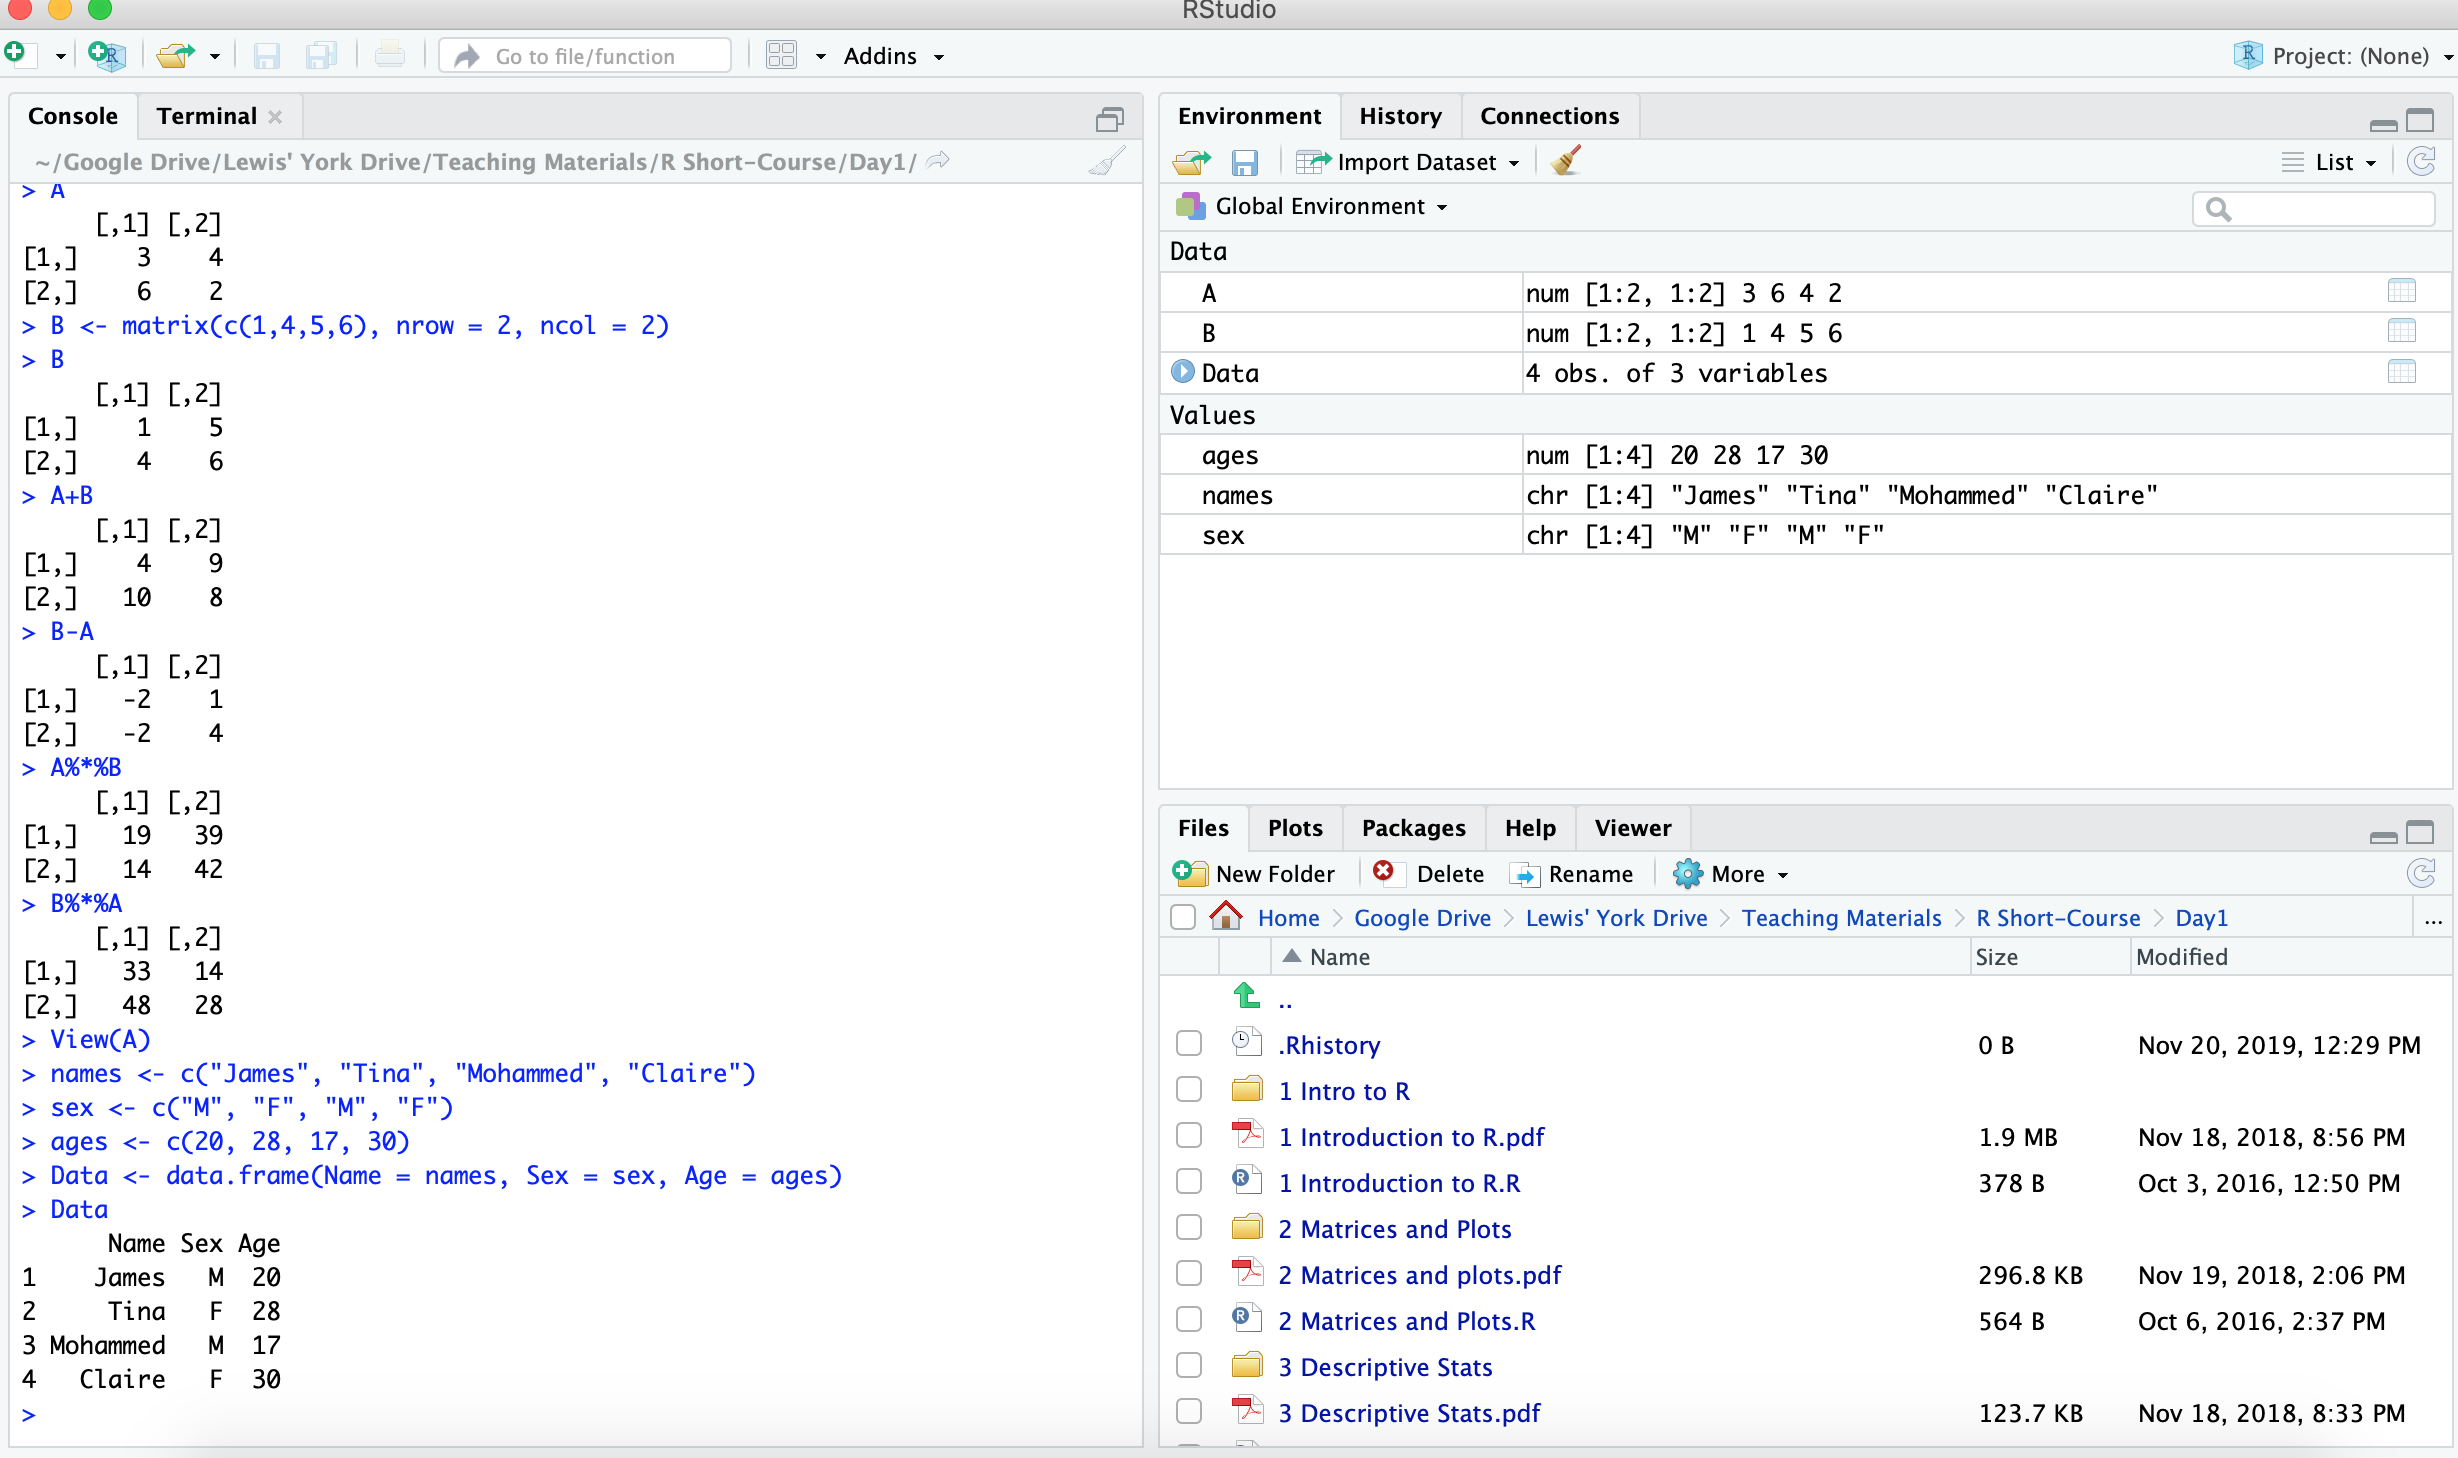 RStudio
Go to file/function
Addins
Project: (None)
Console
Terminal
~/Google Drive/Lewis' York Drive/Teaching Materials/R Short-Course/Day1/
> A
     [,1] [,2]
[1,]    3    4
[2,]    6    2
> B <- matrix(c(1,4,5,6), nrow = 2, ncol = 2)
> B
     [,1] [,2]
[1,]    1    5
[2,]    4    6
> A+B
     [,1] [,2]
[1,]    4    9
[2,]   10    8
> B-A
     [,1] [,2]
[1,]   -2    1
[2,]   -2    4
> A%*%B
     [,1] [,2]
[1,]   19   39
[2,]   14   42
> B%*%A
     [,1] [,2]
[1,]   33   14
[2,]   48   28
> View(A)
> names <- c("James", "Tina", "Mohammed", "Claire")
> sex <- c("M", "F", "M", "F")
> ages <- c(20, 28, 17, 30)
> Data <- data.frame(Name = names, Sex = sex, Age = ages)
> Data
      Name Sex Age
1    James   M  20
2     Tina   F  28
3 Mohammed   M  17
4   Claire   F  30
>
Environment
History
Connections
Import Dataset
List
Global Environment
Data
A num [1:2, 1:2] 3 6 4 2
B num [1:2, 1:2] 1 4 5 6
Data 4 obs. of 3 variables
Values
ages num [1:4] 20 28 17 30
names chr [1:4] "James" "Tina" "Mohammed" "Claire"
sex chr [1:4] "M" "F" "M" "F"
Files
Plots
Packages
Help
Viewer
New Folder
Delete
Rename
More
Home > Google Drive > Lewis' York Drive > Teaching Materials > R Short-Course > Day1 ...
Name Size Modified
..
.Rhistory 0 B Nov 20, 2019, 12:29 PM
1 Intro to R
1 Introduction to R.pdf 1.9 MB Nov 18, 2018, 8:56 PM
1 Introduction to R.R 378 B Oct 3, 2016, 12:50 PM
2 Matrices and Plots
2 Matrices and plots.pdf 296.8 KB Nov 19, 2018, 2:06 PM
2 Matrices and Plots.R 564 B Oct 6, 2016, 2:37 PM
3 Descriptive Stats
3 Descriptive Stats.pdf 123.7 KB Nov 18, 2018, 8:33 PM